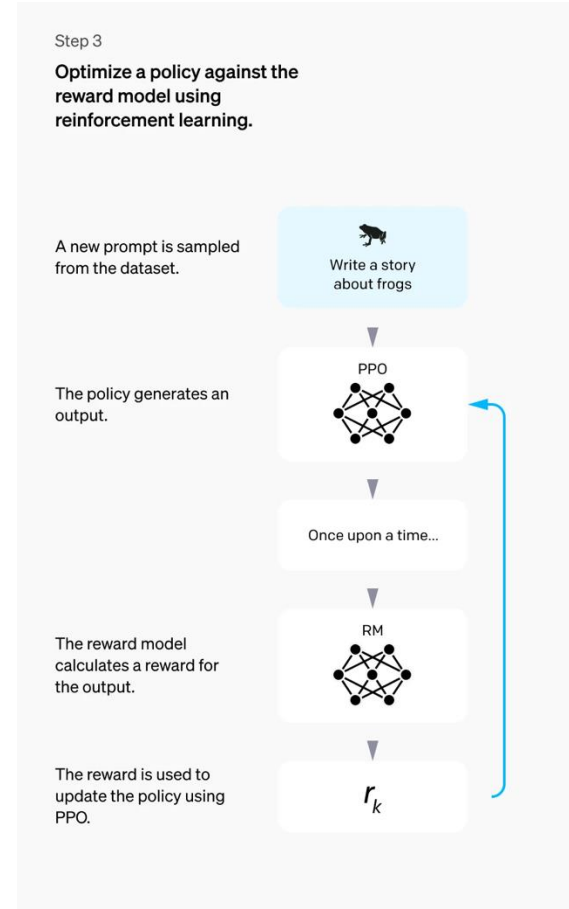 Step 3
Optimize a policy against the
reward model using
reinforcement learning.
A new prompt is sampled
from the dataset.
Write a story
about frogs
The policy generates an
output.
PPO
Once upon a time...
The reward model
calculates a reward for
the output.
RM
The reward is used to
update the policy using
PPO.
r_k